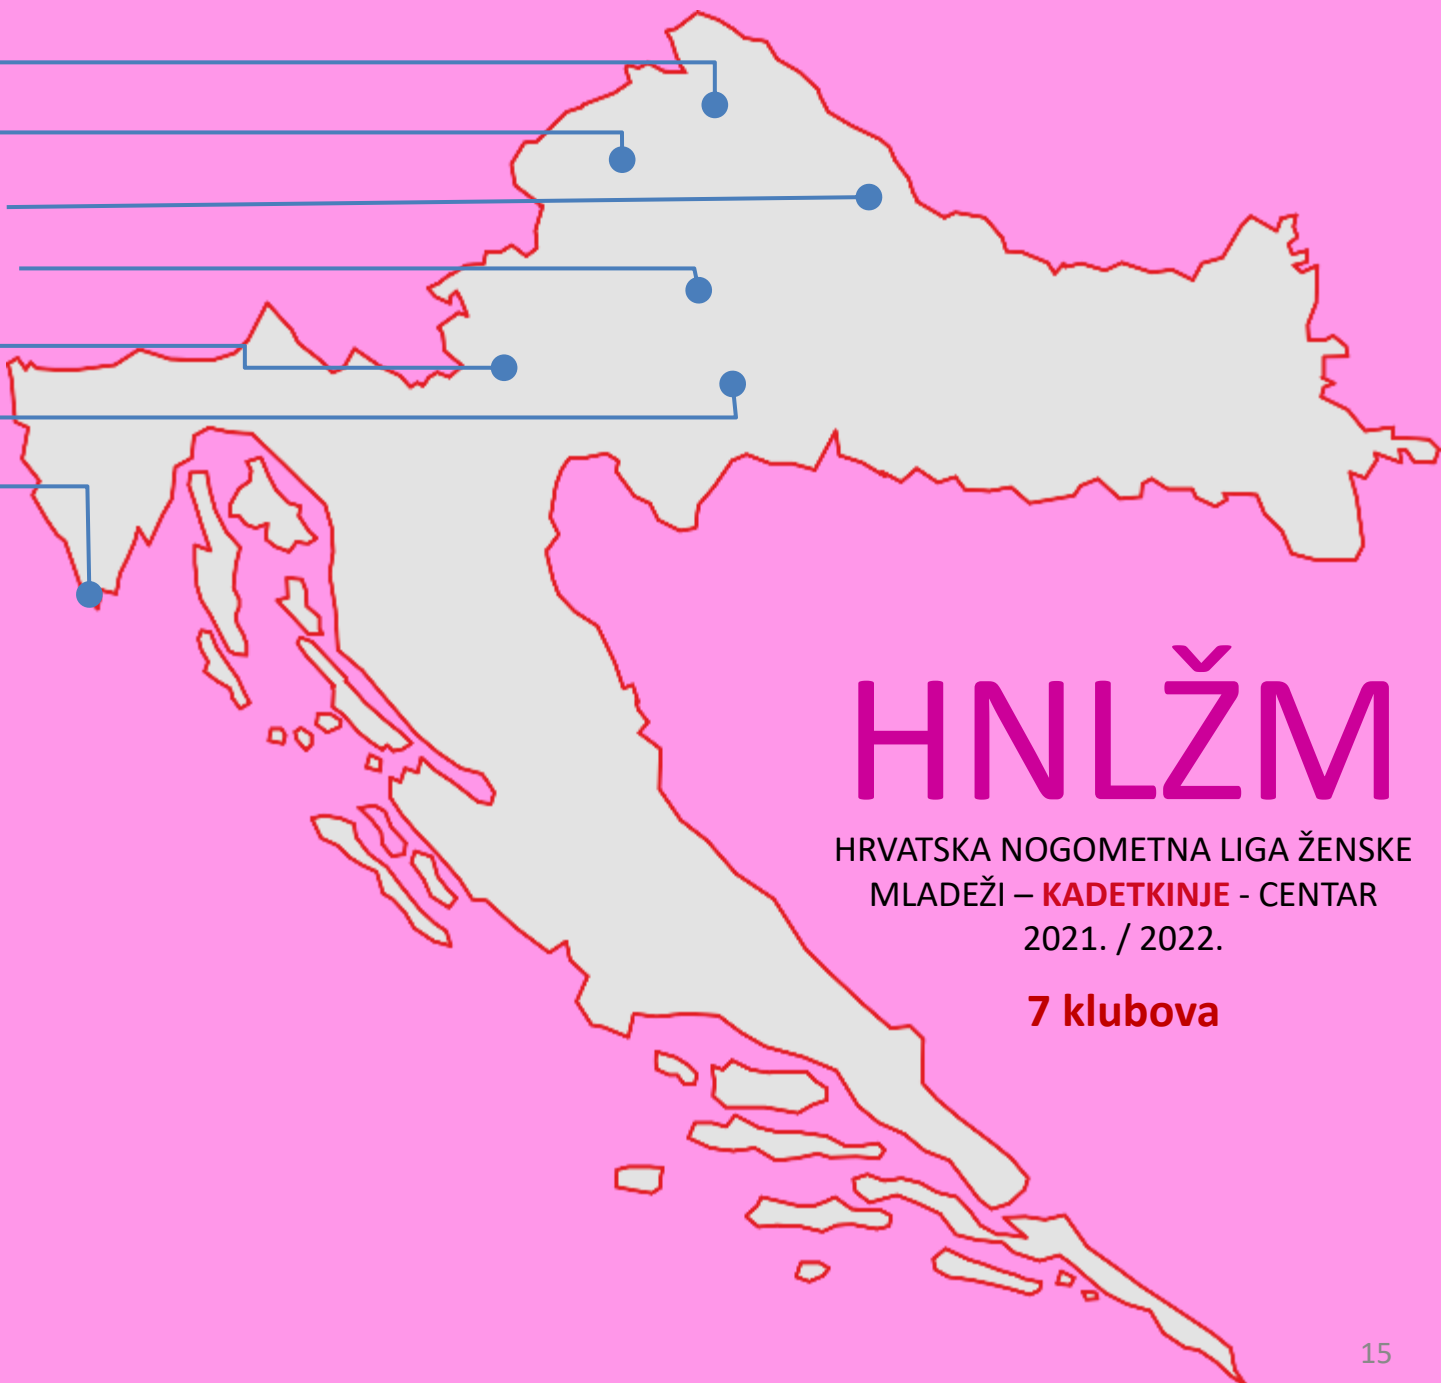 HNLŽM
HRVATSKA NOGOMETNA LIGA ŽENSKE
MLADEŽI – KADETKINJE - CENTAR
2021. / 2022.
7 klubova
15